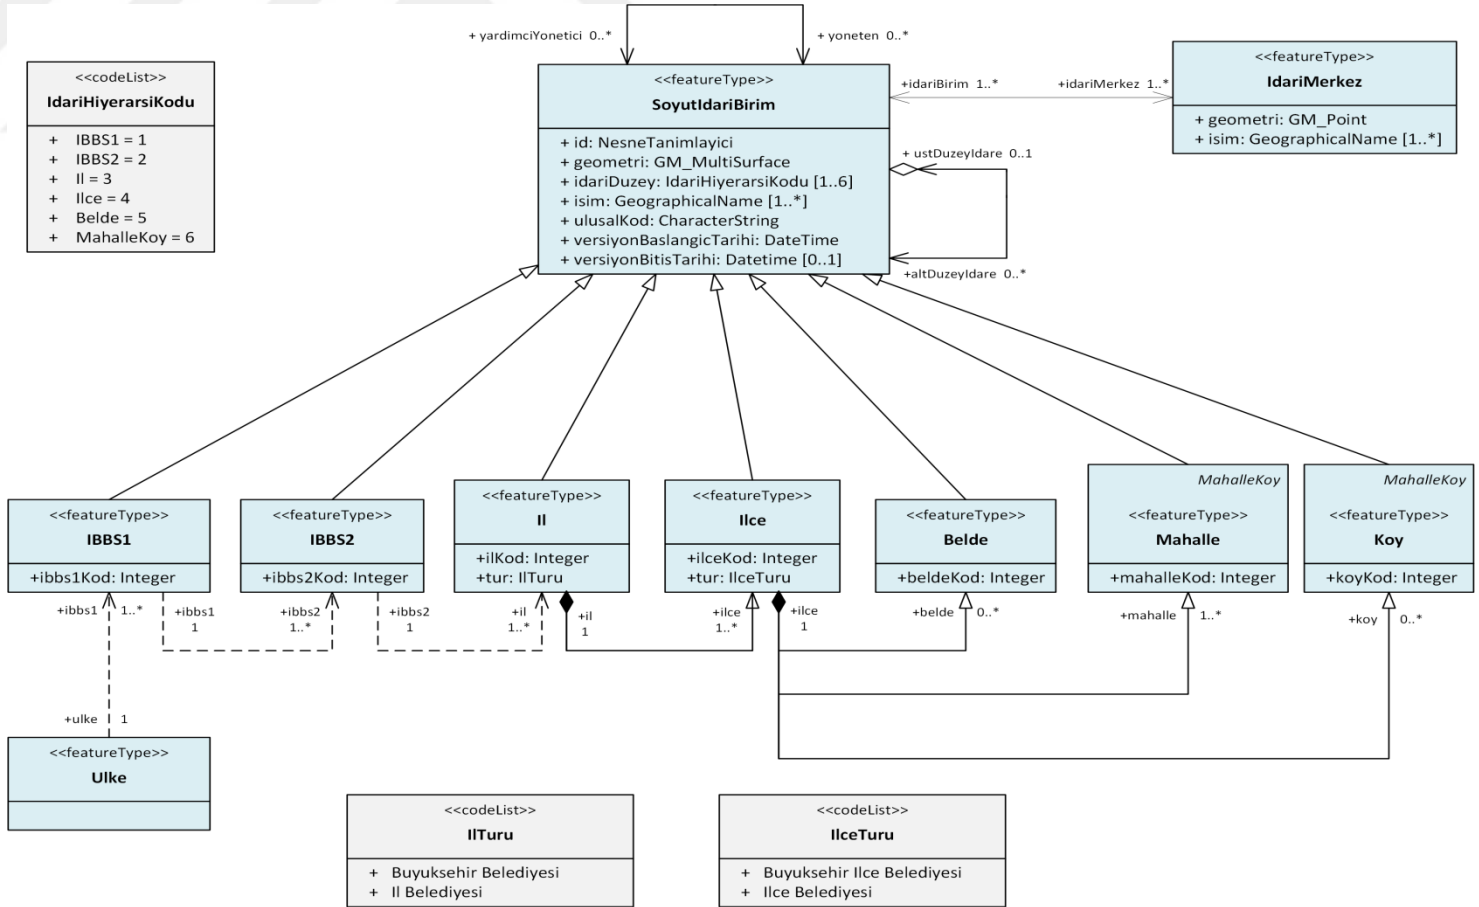 + yardimciYonetici 0..*
+ yoneten 0..*
<<codeList>>
IdariHiyerarsiKodu
+ IBBS1 = 1
+ IBBS2 = 2
+ Il = 3
+ Ilce = 4
+ Belde = 5
+ MahalleKoy = 6
<<featureType>>
SoyutIdariBirim
+ id: NesneTanimlayici
+ geometri: GM_MultiSurface
+ idariDuzey: IdariHiyerarsiKodu [1..6]
+ isim: GeographicalName [1..*]
+ ulusalKod: CharacterString
+ versiyonBaslangicTarihi: DateTime
+ versiyonBitisTarihi: Datetime [0..1]
+idariBirim 1..*
+idariMerkez 1..*
<<featureType>>
IdariMerkez
+ geometri: GM_Point
+ isim: GeographicalName [1..*]
+ ustDuzeyIdare 0..1
+altDuzeyIdare 0..*
<<featureType>>
IBBS1
+ibbs1Kod: Integer
<<featureType>>
IBBS2
+ibbs2Kod: Integer
<<featureType>>
Il
+ilKod: Integer
+tur: IlTuru
<<featureType>>
Ilce
+ilceKod: Integer
+tur: IlceTuru
<<featureType>>
Belde
+beldeKod: Integer
MahalleKoy
<<featureType>>
Mahalle
+mahalleKod: Integer
MahalleKoy
<<featureType>>
Koy
+koyKod: Integer
+ibbs1 1..*
+ibbs1
1
+ibbs2
1..*
+ibbs2
1
+il
1..*
+il
1
+ilce
1..*
+ilce
1
+belde 0..*
+mahalle 1..*
+koy 0..*
+ulke 1
<<featureType>>
Ulke
<<codeList>>
IlTuru
+ Buyuksehir Belediyesi
+ Il Belediyesi
<<codeList>>
IlceTuru
+ Buyuksehir Ilce Belediyesi
+ Ilce Belediyesi